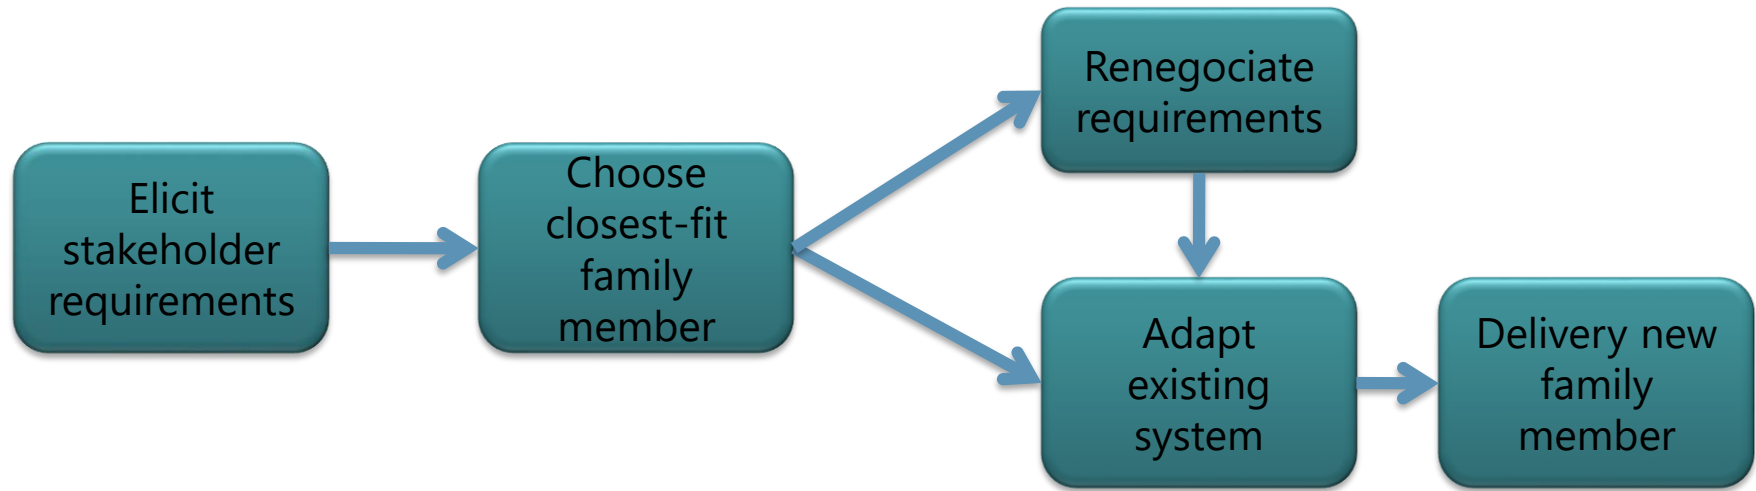 Elicit
stakeholder
requirements
Choose
closest-fit
family
member
Renegociate
requirements
Adapt
existing
system
Delivery new
family
member